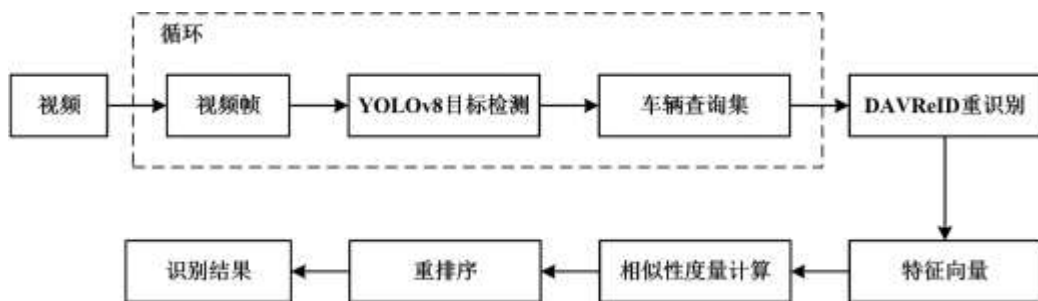 循环
视频
视频帧
YOLOv8目标检测
车辆查询集
DAVReID重识别
特征向量
相似性度量计算
重排序
识别结果